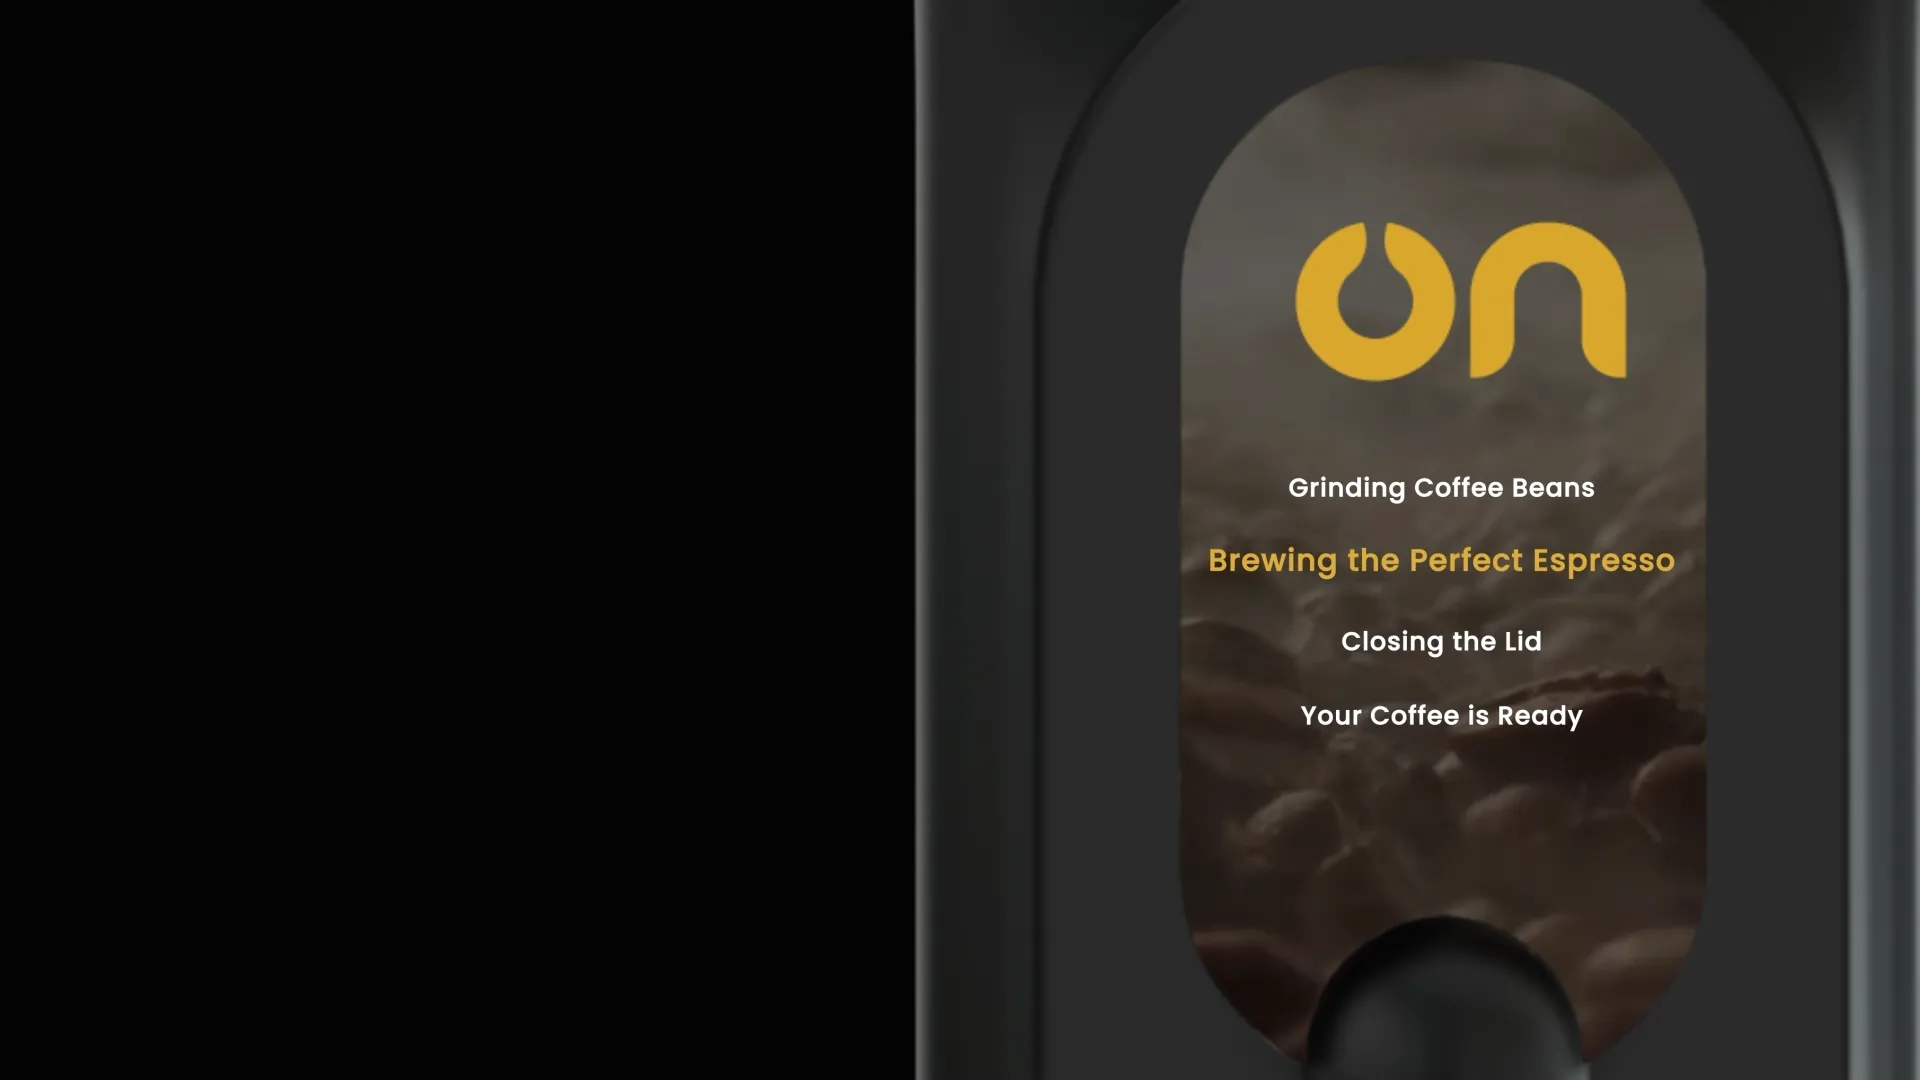 on
Grinding Coffee Beans
Brewing the Perfect Espresso
Closing the Lid
Your Coffee is Ready